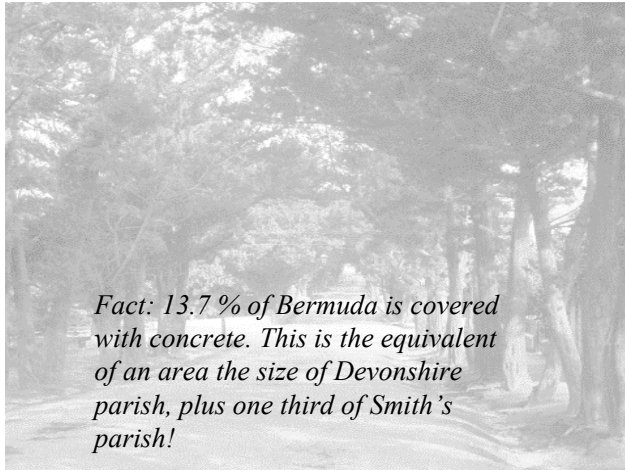 Fact: 13.7 % of Bermuda is covered
with concrete. This is the equivalent
of an area the size of Devonshire
parish, plus one third of Smith’s
parish!